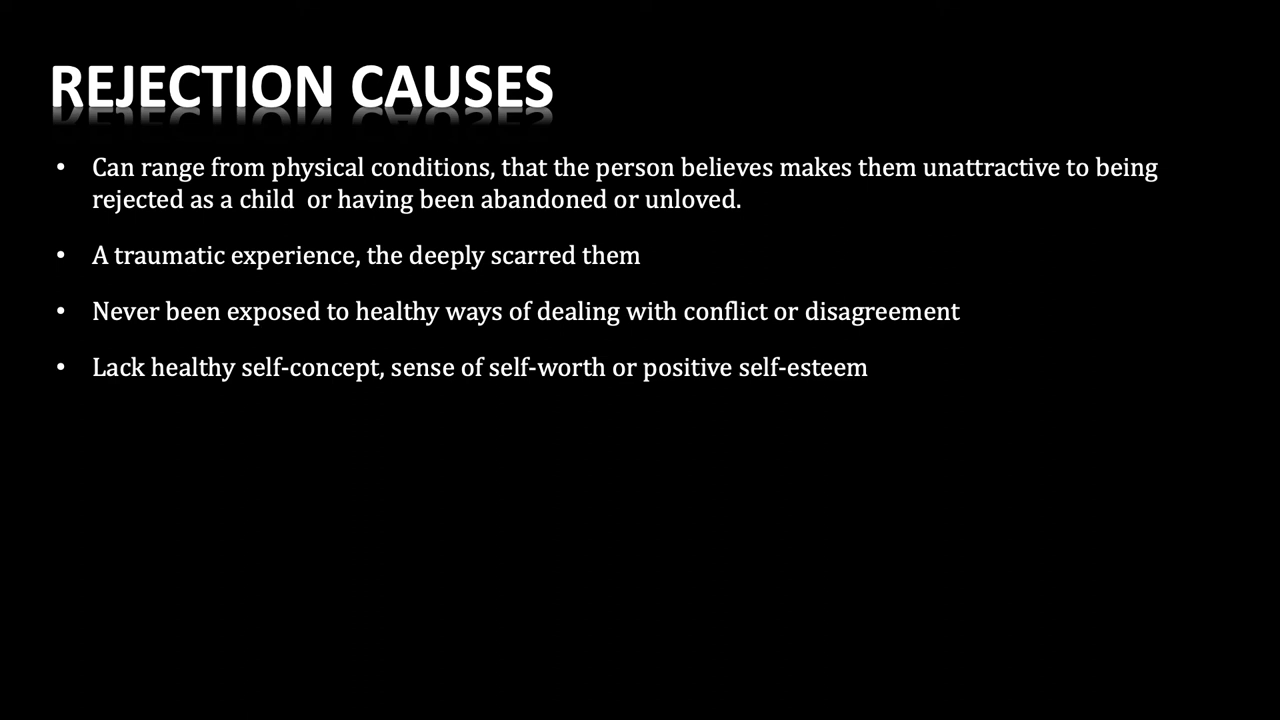 REJECTION CAUSES
• Can range from physical conditions, that the person believes makes them unattractive to being
rejected as a child  or having been abandoned or unloved.
• A traumatic experience, the deeply scarred them
• Never been exposed to healthy ways of dealing with conflict or disagreement
• Lack healthy self-concept, sense of self-worth or positive self-esteem